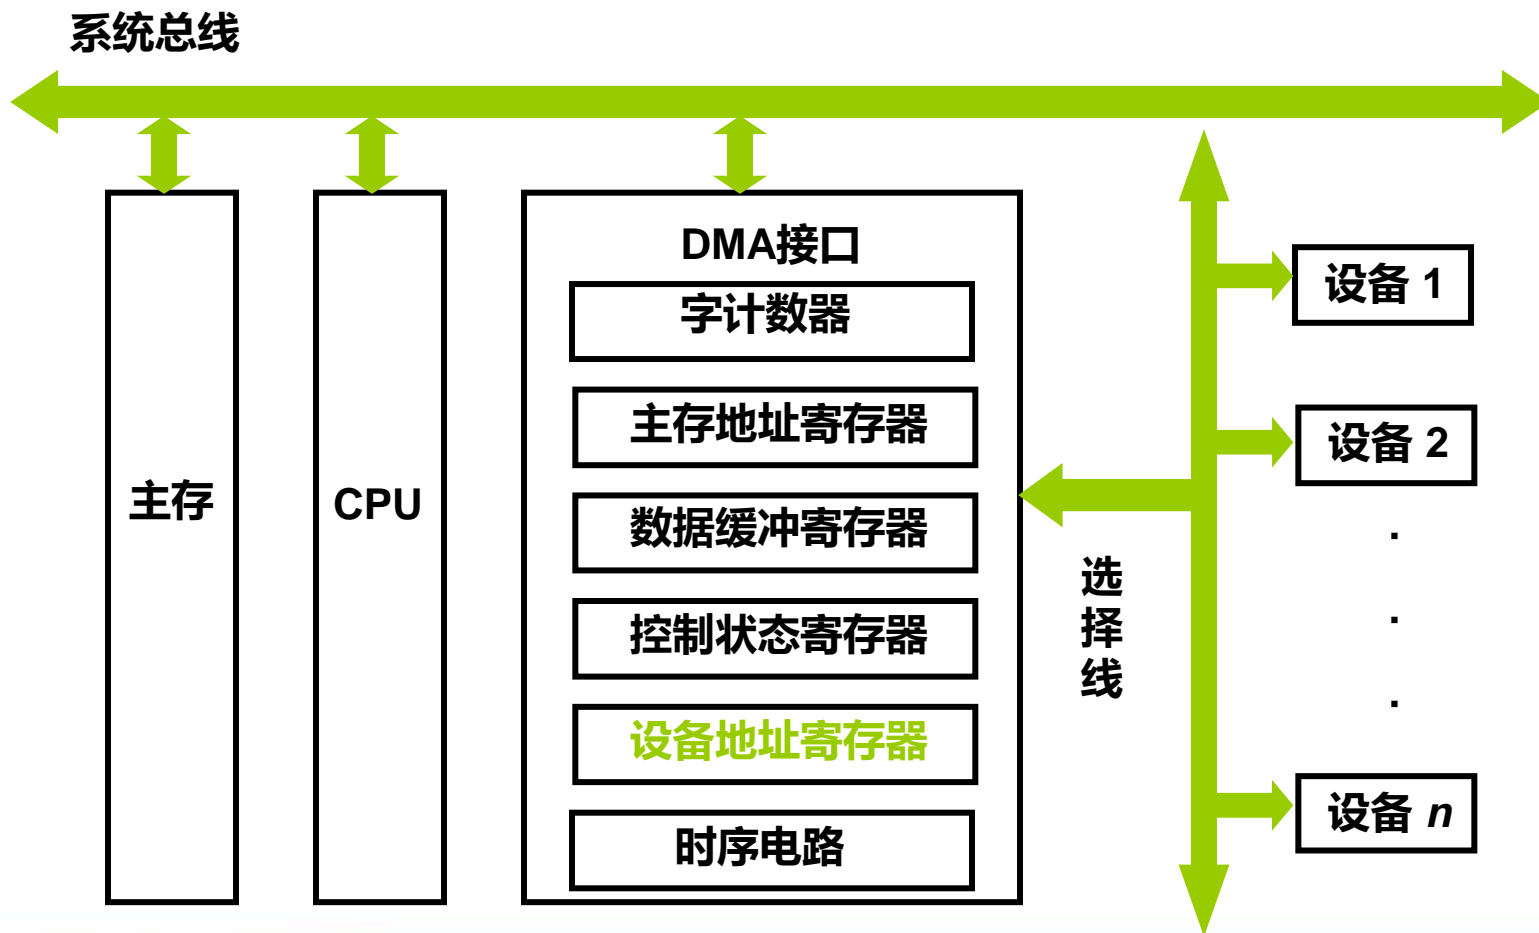 系统总线
DMA接口
字计数器
主存地址寄存器
数据缓冲寄存器
控制状态寄存器
设备地址寄存器
时序电路
主存
CPU
选
择
线
设备 1
设备 2
.
.
.
设备 n